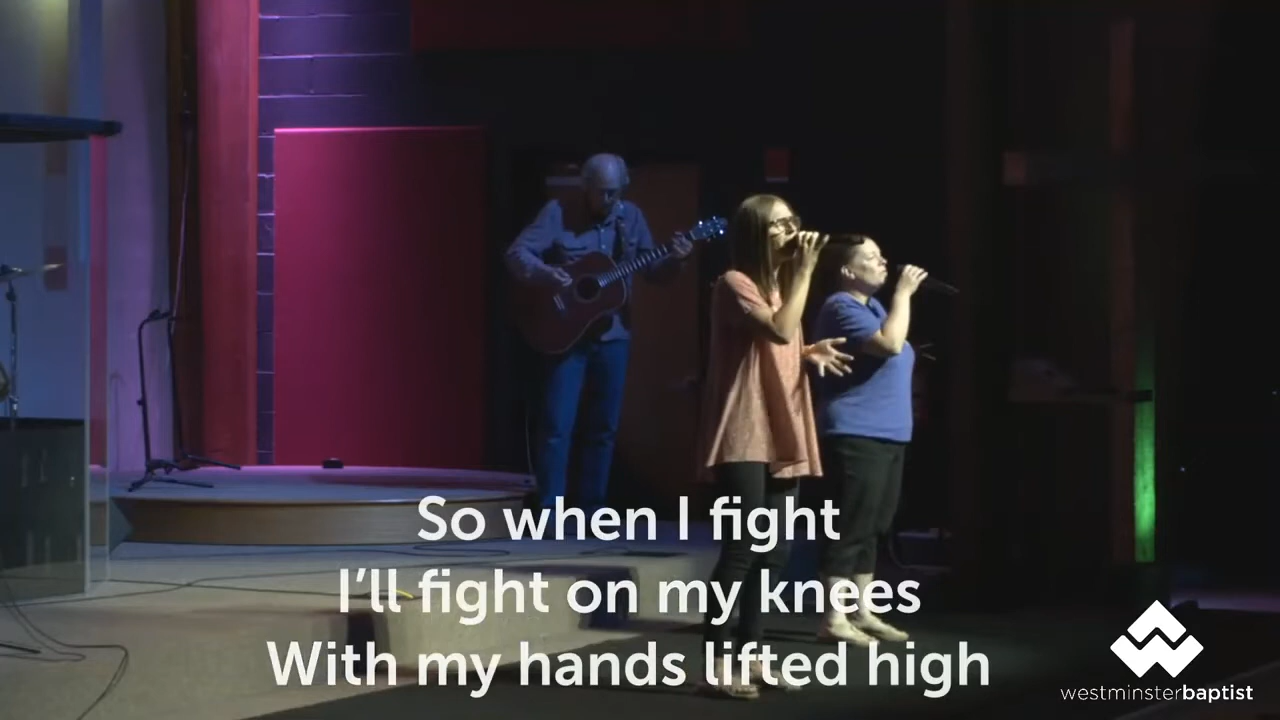 So when I fight
I'll fight on my knees
With my hands lifted high
westminsterbaptist